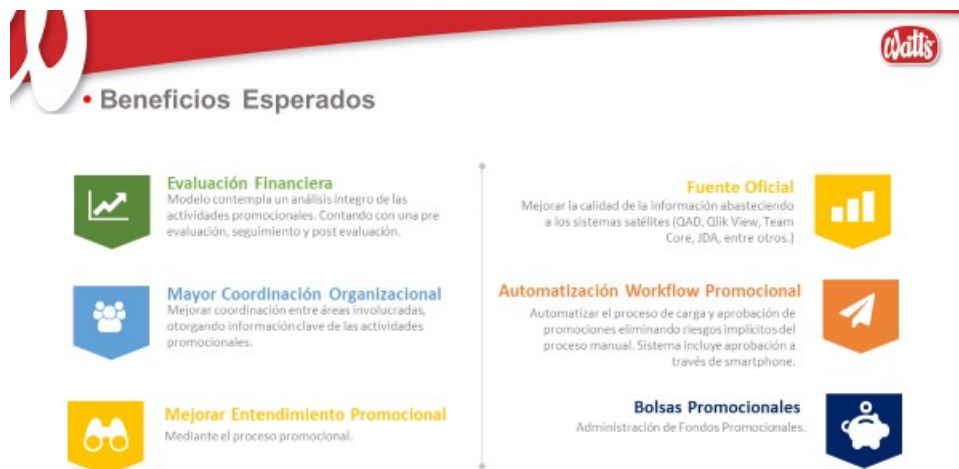 Watt's
• Beneficios Esperados
Evaluación Financiera
Modelo contempla un análisis íntegro de las
actividades promocionales. Contando con una pre
evaluación, seguimiento y post evaluación.
Mayor Coordinación Organizacional
Mejorar coordinación entre áreas involucradas,
otorgando información clave de las actividades
promocionales.
Mejorar Entendimiento Promocional
Mediante el proceso promocional.
Fuente Oficial
Mejorar la calidad de la información abasteciendo
a los sistemas satélites (QAD, Qlik View, Team
Core, JDA, entre otros.)
Automatización Workflow Promocional
Automatizar el proceso de carga y aprobación de
promociones eliminando riesgos implícitos del
proceso manual. Sistema incluye aprobación a
través de smartphone.
Bolsas Promocionales
Administración de Fondos Promocionales.